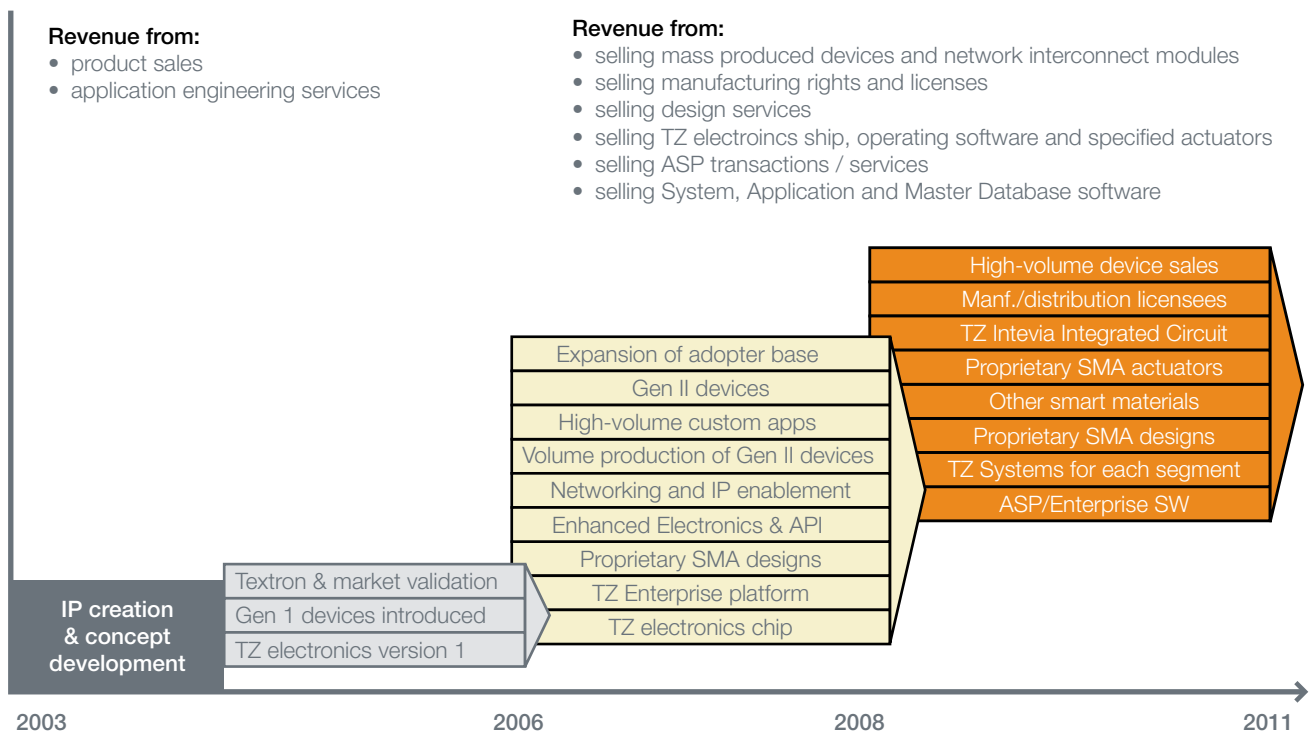 Revenue from:
• product sales
• application engineering services
Revenue from:
• selling mass produced devices and network interconnect modules
• selling manufacturing rights and licenses
• selling design services
• selling TZ electroincs ship, operating software and specified actuators
• selling ASP transactions / services
• selling System, Application and Master Database software
High-volume device sales
Manf./distribution licensees
TZ Intevia Integrated Circuit
Proprietary SMA actuators
Other smart materials
Proprietary SMA designs
TZ Systems for each segment
ASP/Enterprise SW
Expansion of adopter base
Gen II devices
High-volume custom apps
Volume production of Gen II devices
Networking and IP enablement
Enhanced Electronics & API
Proprietary SMA designs
TZ Enterprise platform
TZ electronics chip
Textron & market validation
Gen 1 devices introduced
TZ electronics version 1
IP creation
& concept
development
2003
2006
2008
2011